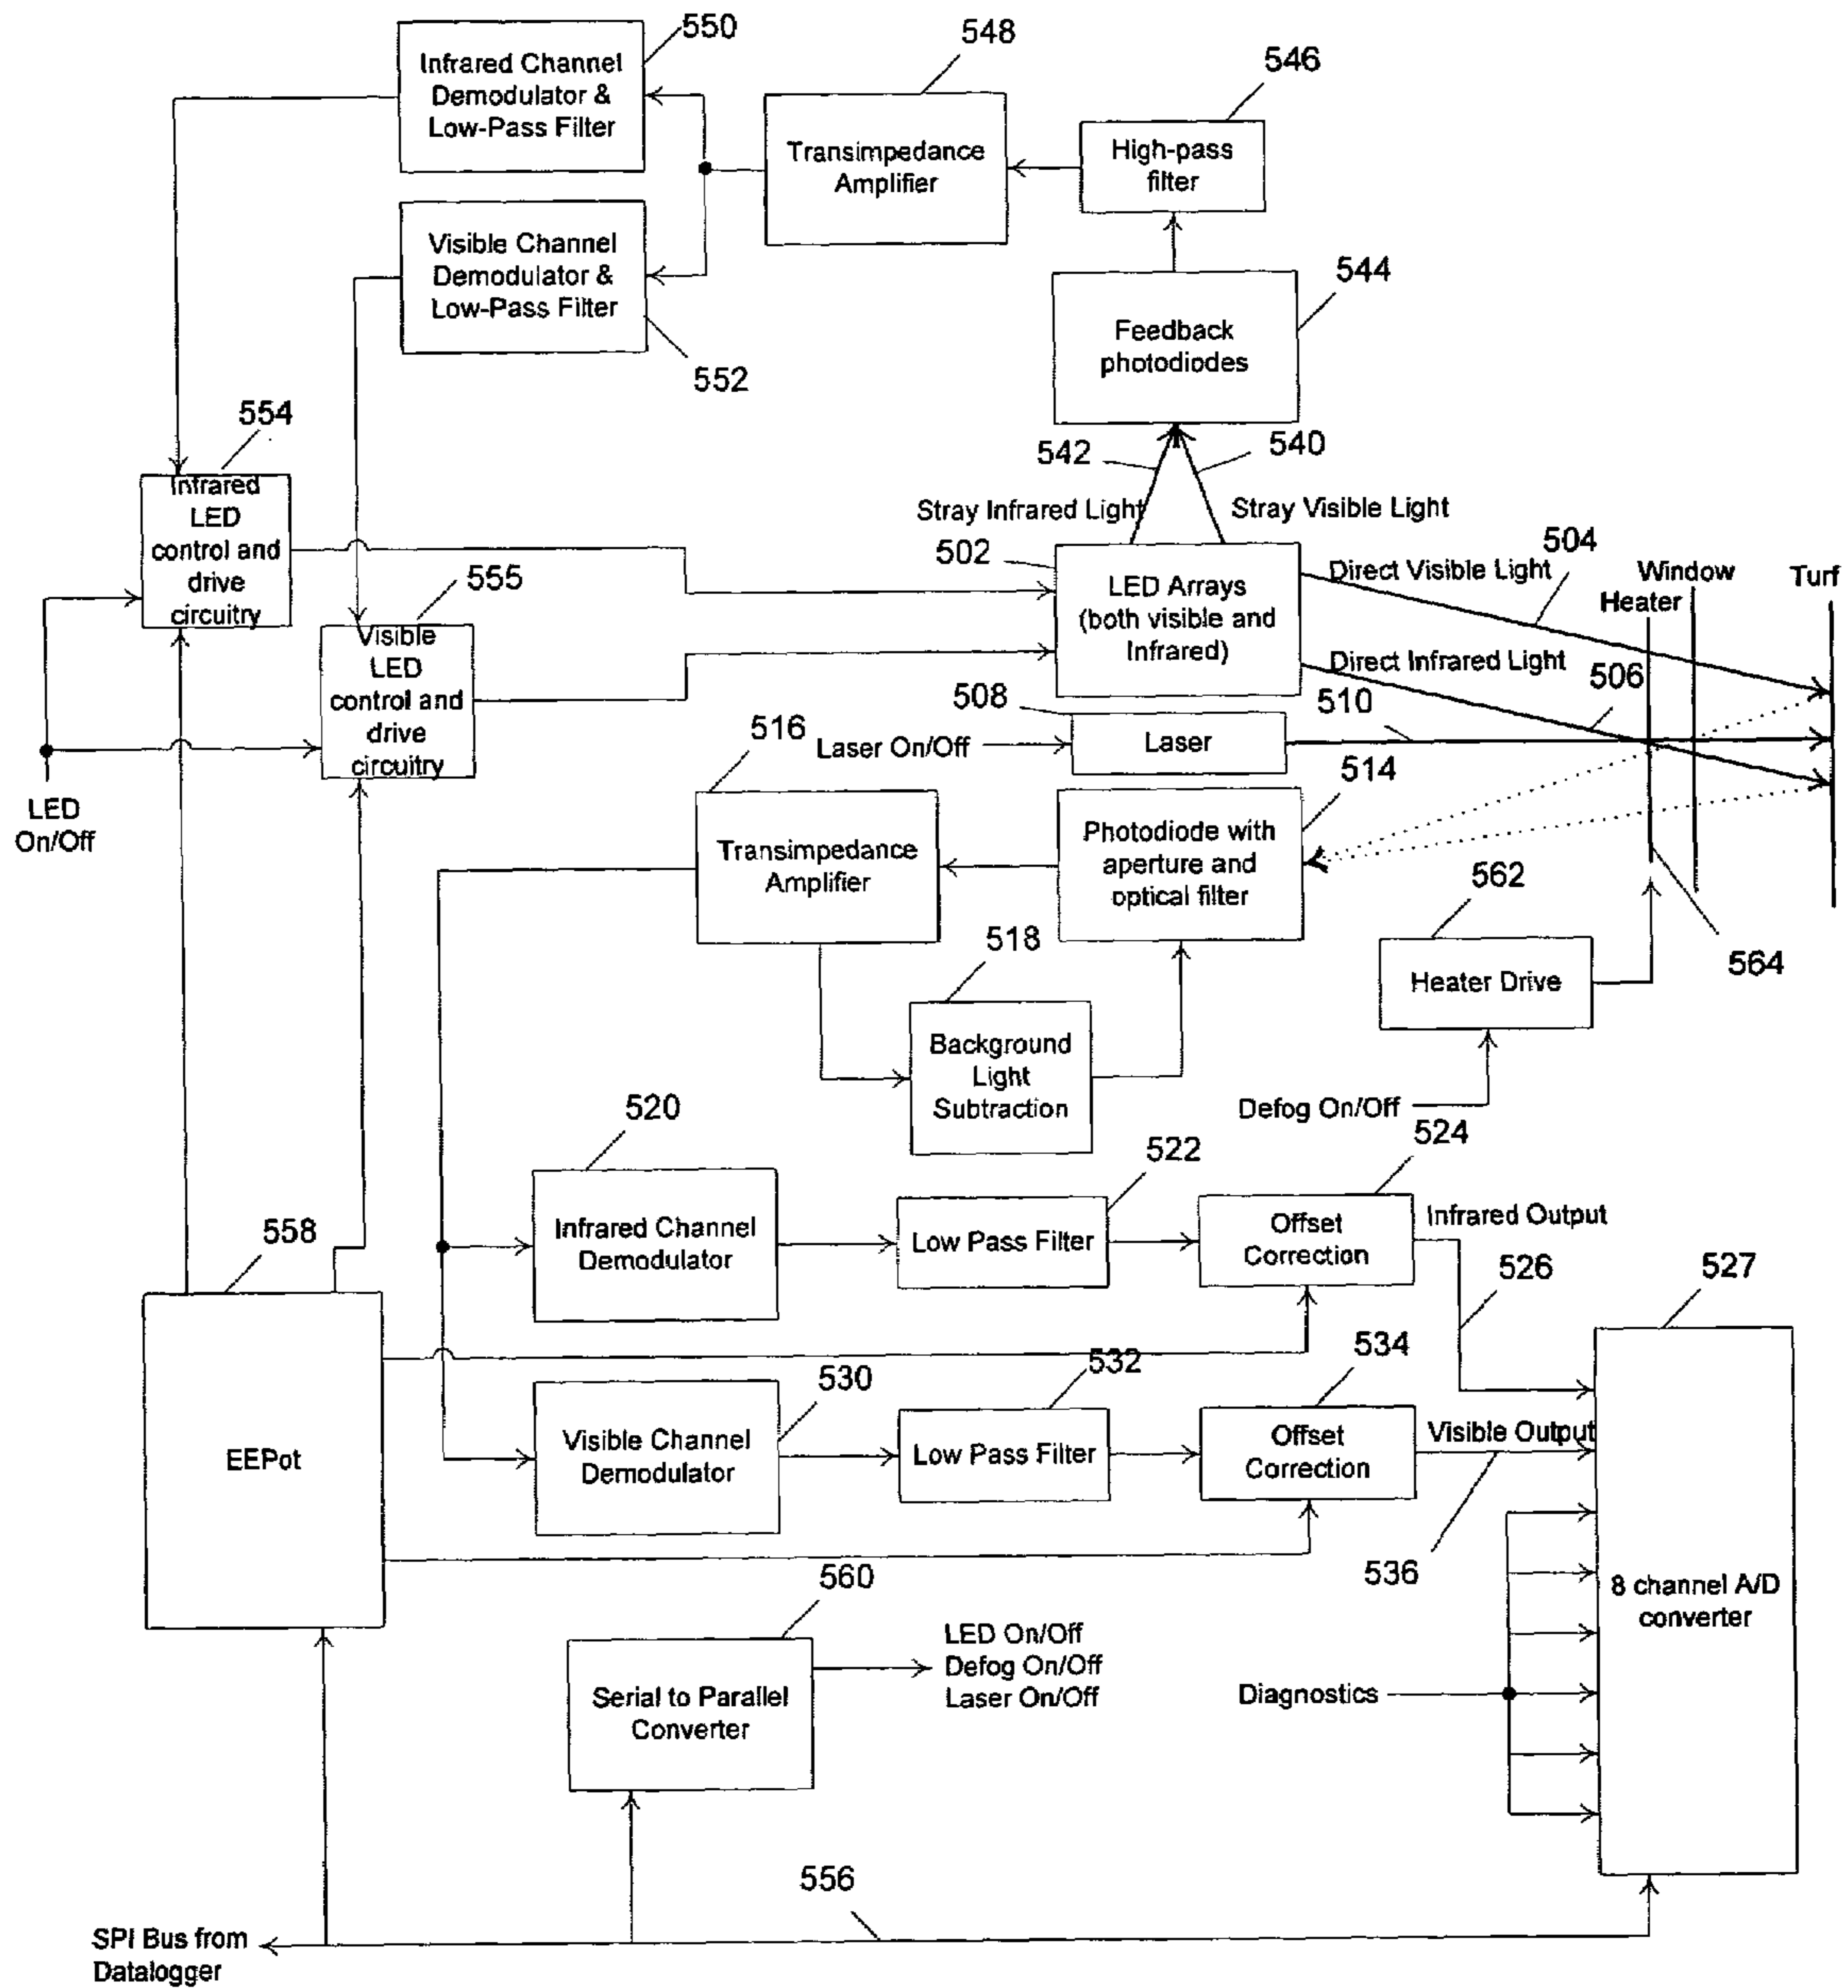 550
548
546
Infrared Channel
Demodulator &
Low-Pass Filter
Transimpedance
Amplifier
High-pass
filter
Visible Channel
Demodulator &
Low-Pass Filter
552
544
Feedback
photodiodes
554
542
540
Infrared
LED
control and
drive
circuitry
Stray Infrared Light
Stray Visible Light
502
LED Arrays
(both visible and
Infrared)
504
Direct Visible Light
Window
Heater
Turf
555
Visible
LED
control and
drive
circuitry
Direct Infrared Light
506
508
510
Laser On/Off
Laser
LED
On/Off
516
514
Transimpedance
Amplifier
Photodiode with
aperture and
optical filter
562
564
Heater Drive
518
Background
Light
Subtraction
Defog On/Off
520
522
524
Infrared Channel
Demodulator
Low Pass Filter
Offset
Correction
Infrared Output
526
527
558
EEPot
530
532
534
Visible Channel
Demodulator
Low Pass Filter
Offset
Correction
Visible Output
536
8 channel A/D
converter
560
Serial to Parallel
Converter
LED On/Off
Defog On/Off
Laser On/Off
Diagnostics
556
SPI Bus from
Datalogger